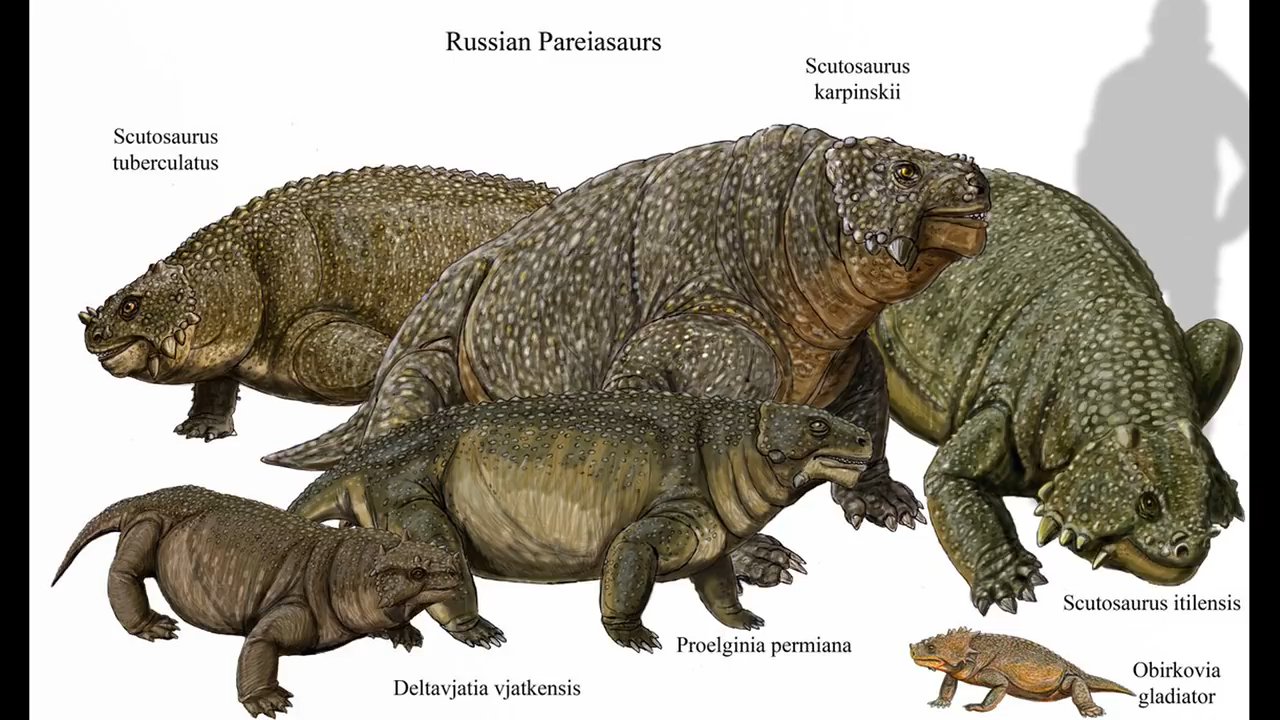 Russian Pareiasaurs
Scutosaurus
karpinskii
Scutosaurus
tuberculatus
Scutosaurus itilensis
Proelginia permiana
Obirkovia
gladiator
Deltavjatia vjatkensis